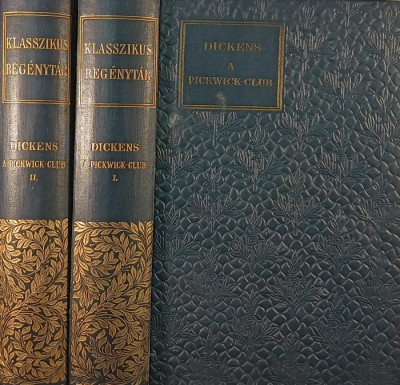 KLASSZIKUS
REGÉNYTÁR
DICKENS
A PICKWICK-CLUB
II.
KLASSZIKUS
REGÉNYTÁR
DICKENS
A PICKWICK-CLUB
I.
DICKENS
A
PICKWICK-CLUB